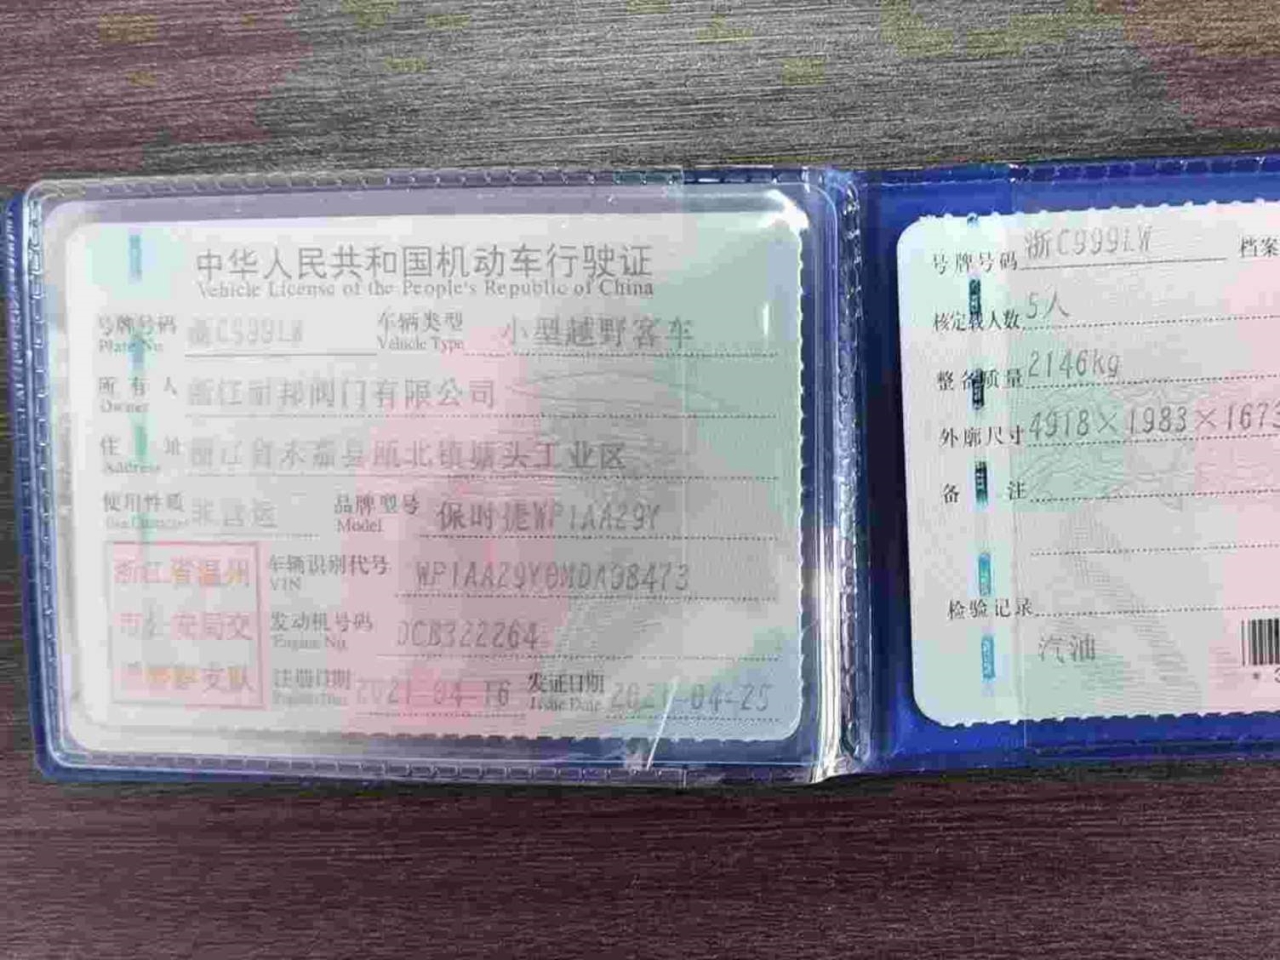 中华人民共和国机动车行驶证
Vehicle License of the People's Republic of China
号牌号码 浙C999LW 车辆类型 小型越野客车
Plate No. Vehicle Type
所有人 浙江耐邦阀门有限公司
Owner
住址 浙江省永嘉县瓯北镇塘头工业区
Address
使用性质 非营运 品牌型号 保时捷WP1AAZ9Y
Use Character Model
浙江省温州
市公安局交
通警察支队
车辆识别代号 WP1AAZ9Y0MDA08473
VIN
发动机号码 DCB322264
Engine No.
注册日期 2021-04-16 发证日期 2021-04-25
Register Date Issue Date
号牌号码 浙C999LW 档案
核定载人数 5人
整备质量 2146kg
外廓尺寸 4918×1983×167
备注
检验记录
汽油